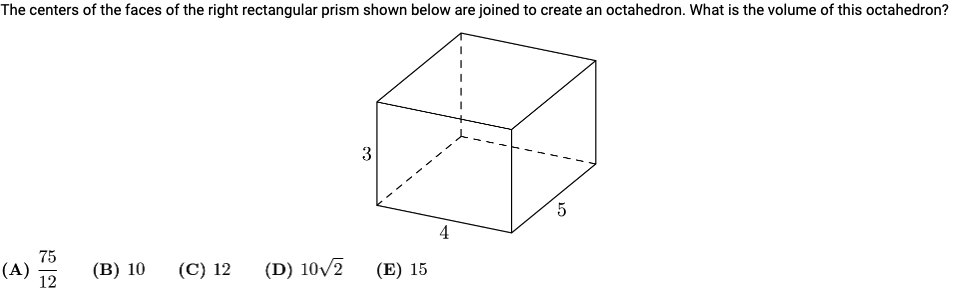 The centers of the faces of the right rectangular prism shown below are joined to create an octahedron. What is the volume of this octahedron?
3
5
4
(A) 75/12 (B) 10 (C) 12 (D) 10√2 (E) 15